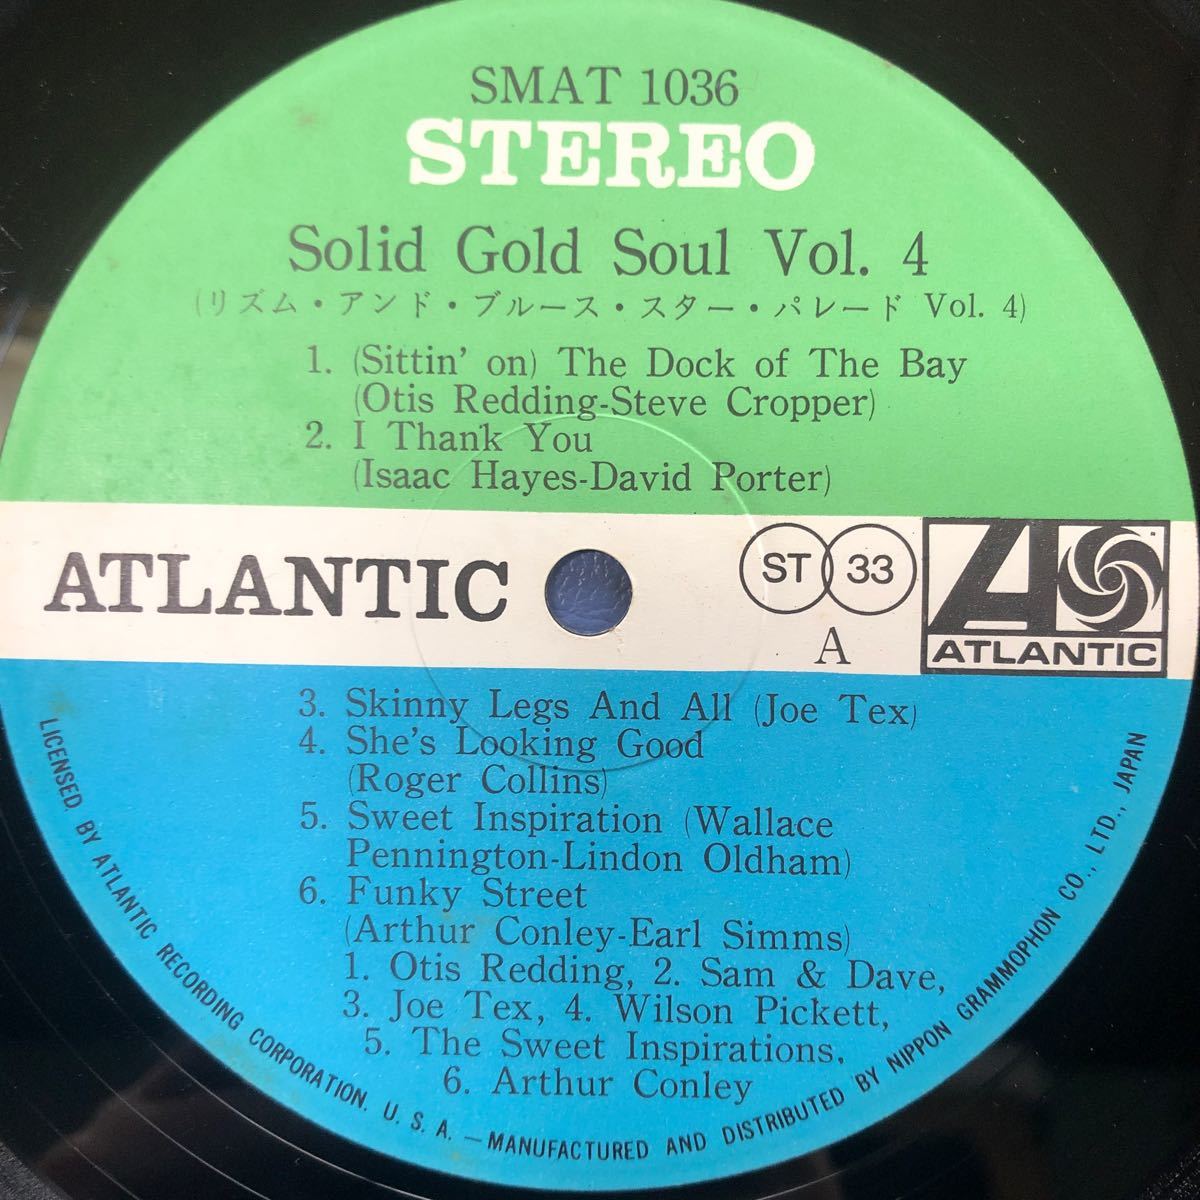 SMAT 1036
STEREO
Solid Gold Soul Vol. 4
(リズム・アンド・ブルース・スター・パレード Vol. 4)
1. (Sittin' on) The Dock of The Bay
(Otis Redding-Steve Cropper)
2. I Thank You
(Isaac Hayes-David Porter)
ATLANTIC
ST 33
A
ATLANTIC
3. Skinny Legs And All (Joe Tex)
4. She's Looking Good
(Roger Collins)
5. Sweet Inspiration (Wallace
Pennington-Lindon Oldham)
6. Funky Street
(Arthur Conley-Earl Simms)
1. Otis Redding, 2. Sam & Dave,
3. Joe Tex, 4. Wilson Pickett,
5. The Sweet Inspirations,
6. Arthur Conley
LICENSED BY ATLANTIC RECORDING CORPORATION. U. S. A. — MANUFACTURED AND DISTRIBUTED BY NIPPON GRAMMOPHON CO., LTD., JAPAN